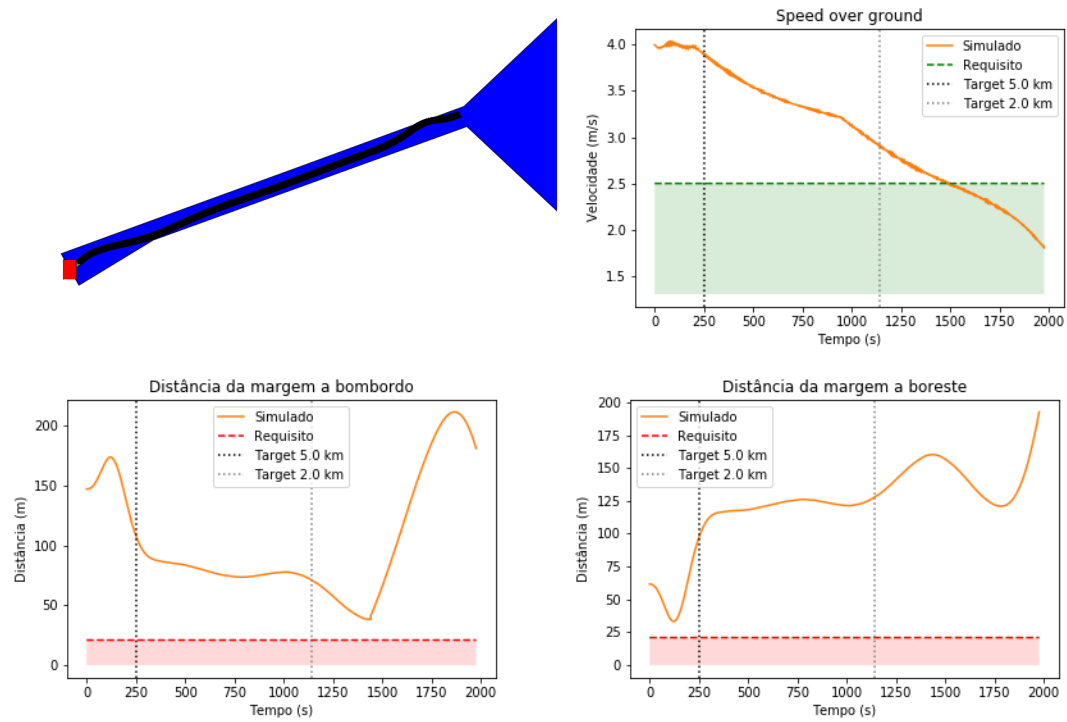 Speed over ground
Velocidade (m/s)
4.0
3.5
3.0
2.5
2.0
1.5
Simulado
Requisito
Target 5.0 km
Target 2.0 km
0 250 500 750 1000 1250 1500 1750 2000
Tempo (s)
Distância da margem a bombordo
Distância (m)
200
150
100
50
0
Simulado
Requisito
Target 5.0 km
Target 2.0 km
0 250 500 750 1000 1250 1500 1750 2000
Tempo (s)
Distância da margem a boreste
Distância (m)
200
175
150
125
100
75
50
25
0
Simulado
Requisito
Target 5.0 km
Target 2.0 km
0 250 500 750 1000 1250 1500 1750 2000
Tempo (s)